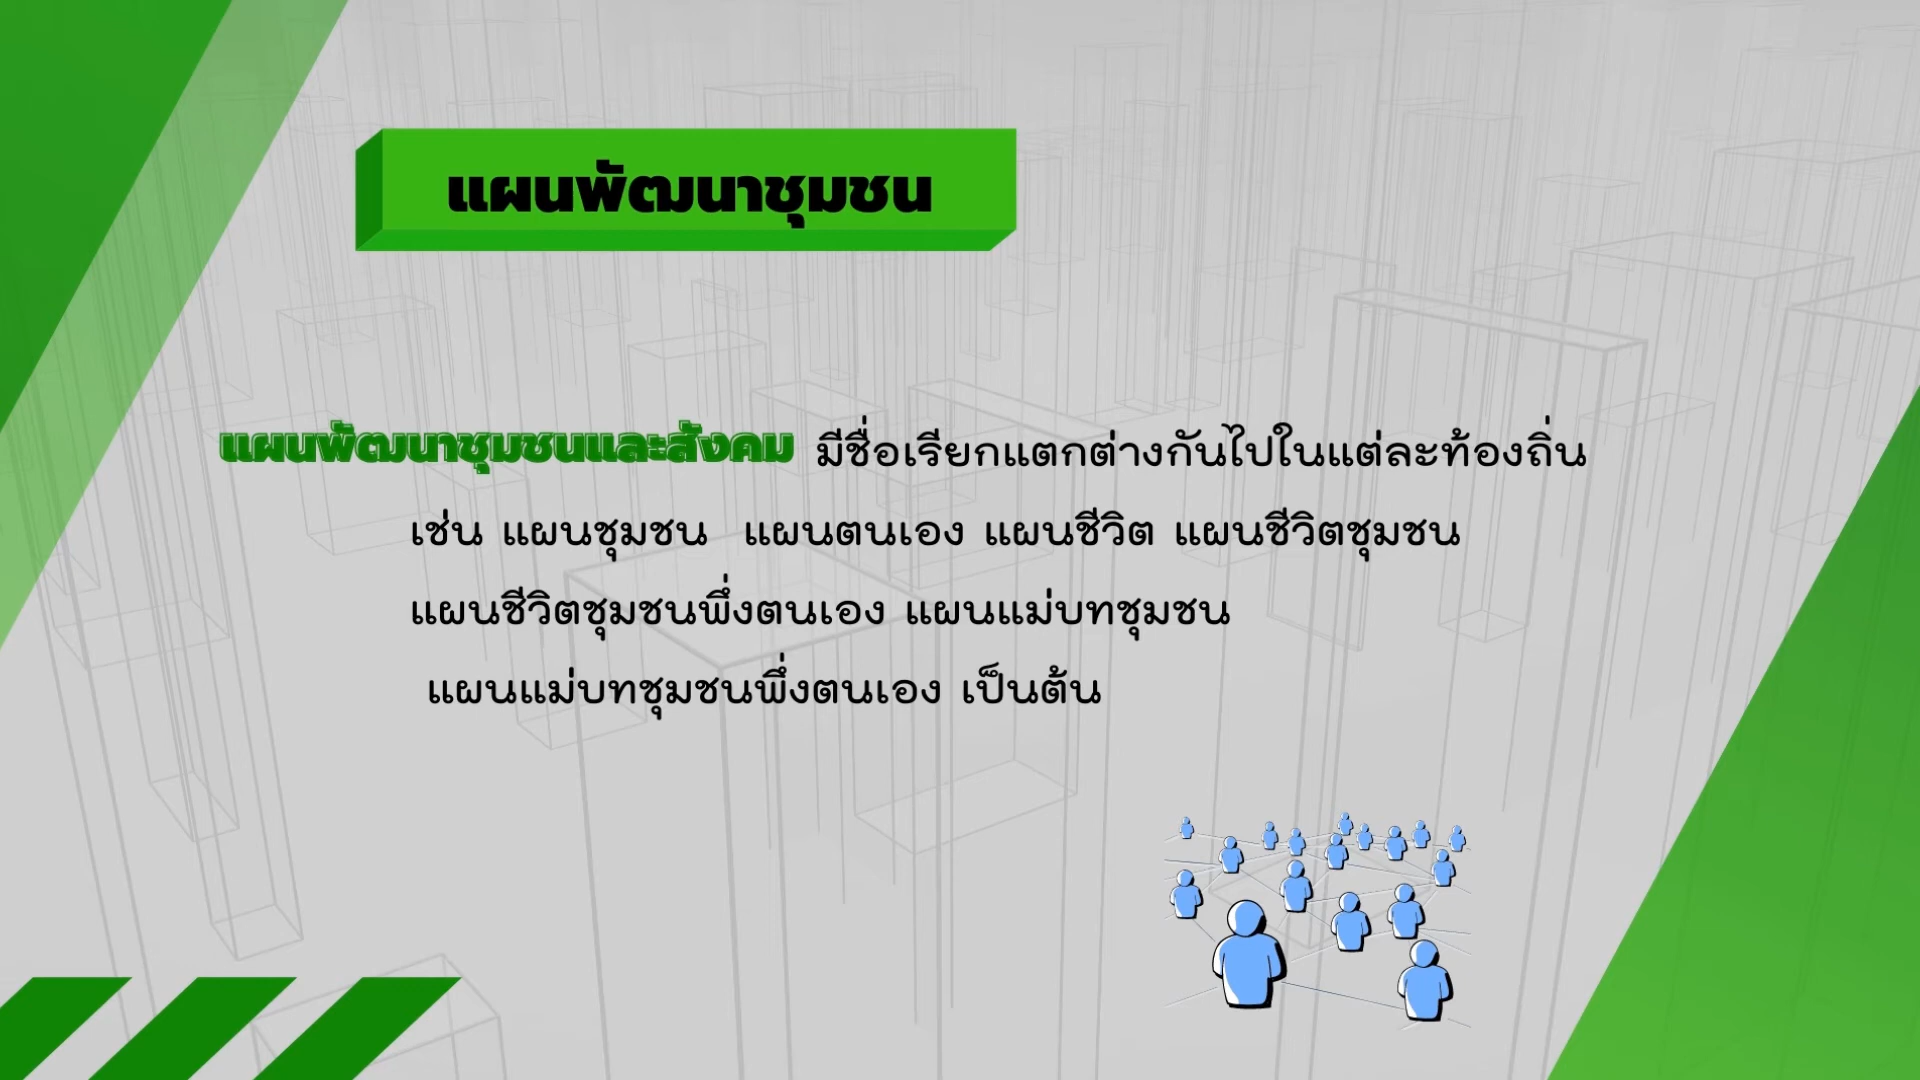 แผนพัฒนาชุมชน
แผนพัฒนาชุมชนและสังคม มีชื่อเรียกแตกต่างกันไปในแต่ละท้องถิ่น
เช่น แผนชุมชน แผนตนเอง แผนชีวิต แผนชีวิตชุมชน
แผนชีวิตชุมชนพึ่งตนเอง แผนแม่บทชุมชน
แผนแม่บทชุมชนพึ่งตนเอง เป็นต้น